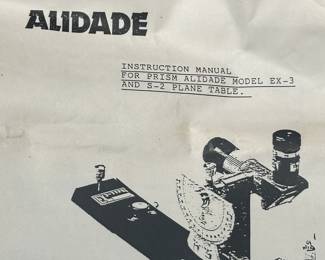 ALIDADE
INSTRUCTION MANUAL
FOR PRISM ALIDADE MODEL EX-3
AND S-2 PLANE TABLE.